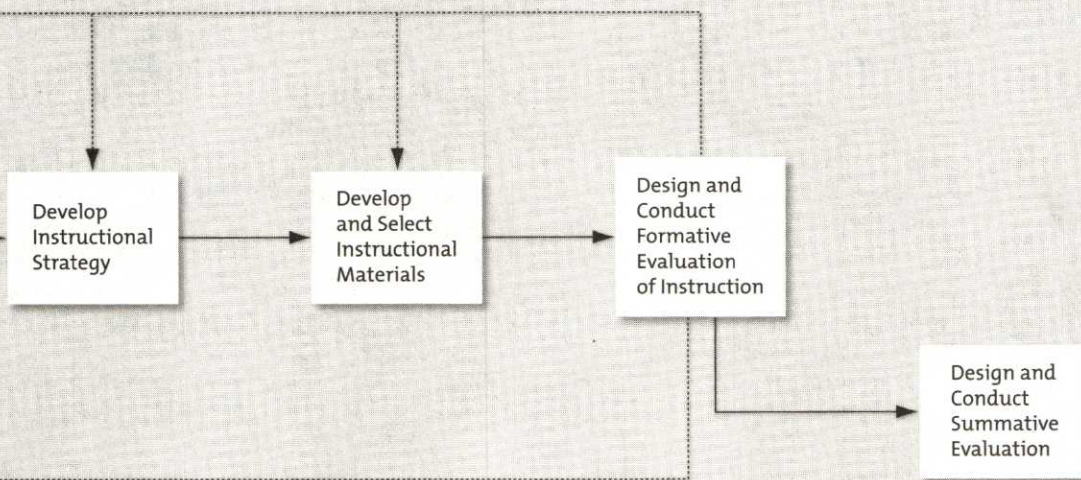 Develop
Instructional
Strategy
Develop
and Select
Instructional
Materials
Design and
Conduct
Formative
Evaluation
of Instruction
Design and
Conduct
Summative
Evaluation